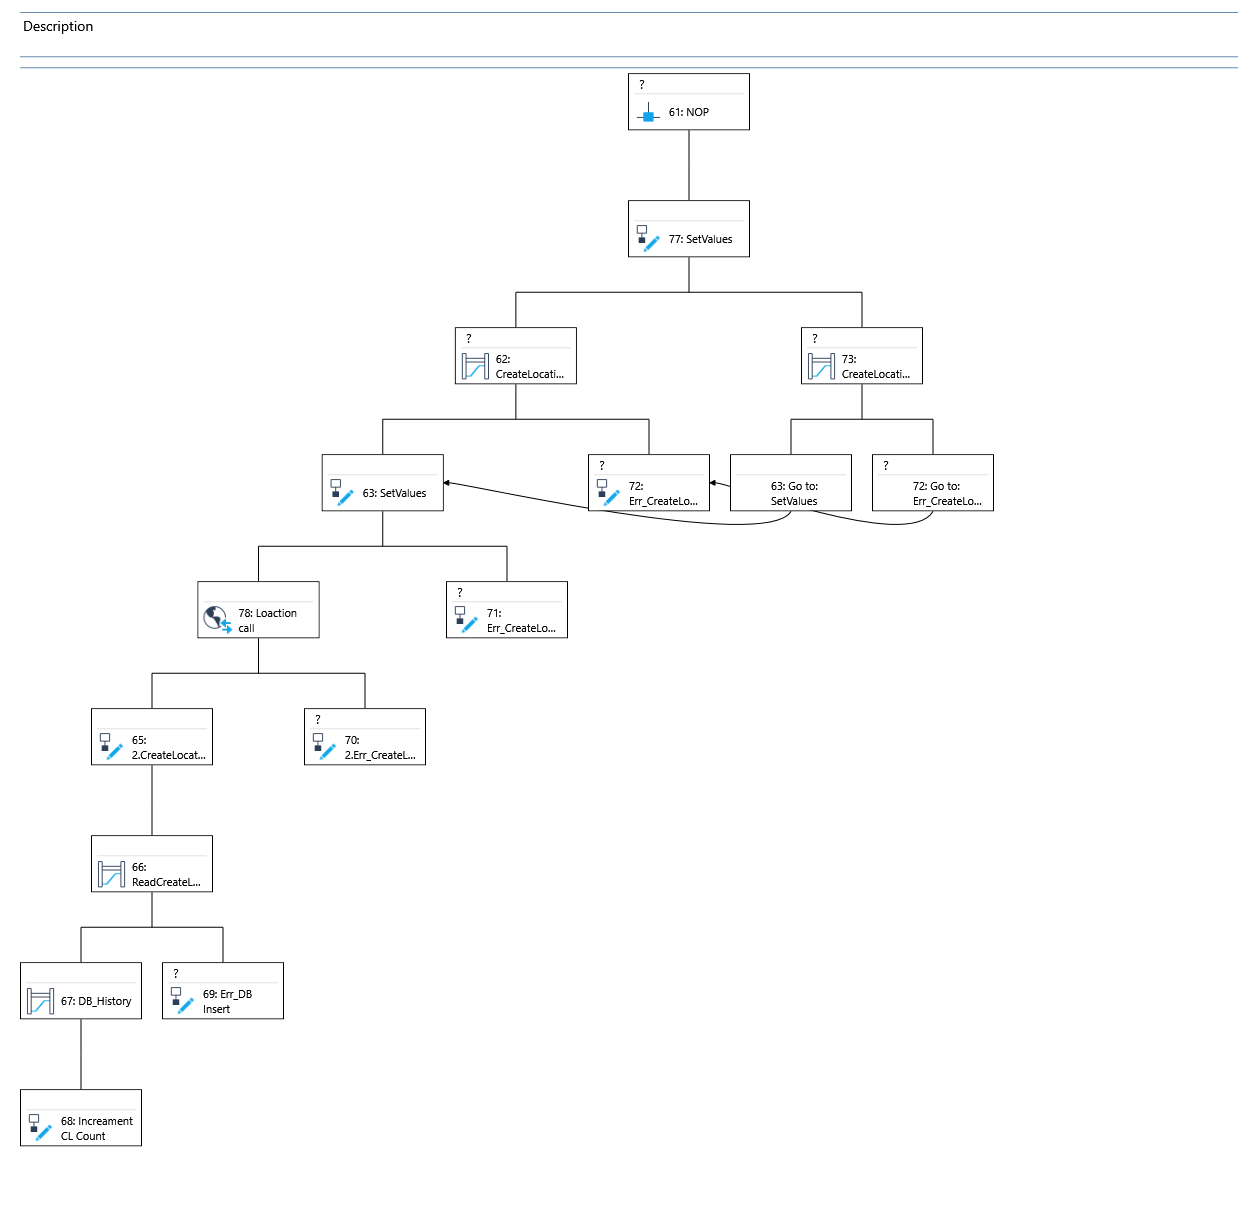 Description
?
61: NOP
77: SetValues
?
62:
CreateLocati...
?
73:
CreateLocati...
63: SetValues
?
72:
Err_CreateLo...
63: Go to:
SetValues
?
72: Go to:
Err_CreateLo...
78: Loaction
call
?
71:
Err_CreateLo...
65:
2.CreateLocat...
?
70:
2.Err_CreateL...
66:
ReadCreateL...
67: DB_History
?
69: Err_DB
Insert
68: Increament
CL Count